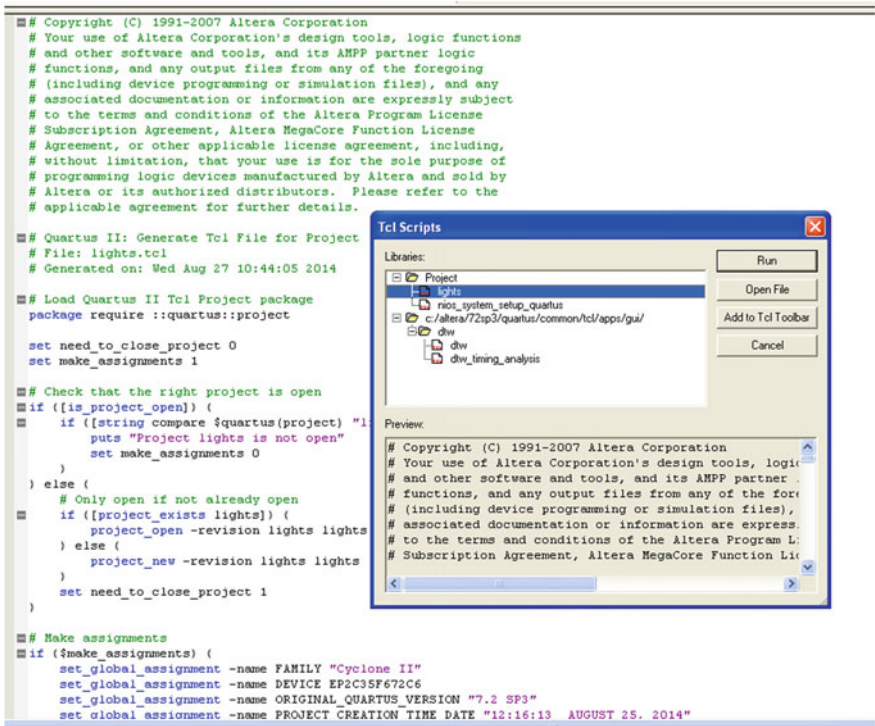 # Copyright (C) 1991-2007 Altera Corporation
# Your use of Altera Corporation's design tools, logic functions
# and other software and tools, and its AMPP partner logic
# functions, and any output files from any of the foregoing
# (including device programming or simulation files), and any
# associated documentation or information are expressly subject
# to the terms and conditions of the Altera Program License
# Subscription Agreement, Altera MegaCore Function License
# Agreement, or other applicable license agreement, including,
# without limitation, that your use is for the sole purpose of
# programming logic devices manufactured by Altera and sold by
# Altera or its authorized distributors.  Please refer to the
# applicable agreement for further details.
# Quartus II: Generate Tcl File for Project
# File: lights.tcl
# Generated on: Wed Aug 27 10:44:05 2014
# Load Quartus II Tcl Project package
package require ::quartus::project
set need_to_close_project 0
set make_assignments 1
# Check that the right project is open
if {[is_project_open]} {
if {[string compare $quartus(project) "li
puts "Project lights is not open"
set make_assignments 0
}
} else {
# Only open if not already open
if {[project_exists lights]} {
project_open -revision lights lights
} else {
project_new -revision lights lights
}
set need_to_close_project 1
}
# Make assignments
if {$make_assignments} {
set_global_assignment -name FAMILY "Cyclone II"
set_global_assignment -name DEVICE EP2C35F672C6
set_global_assignment -name ORIGINAL_QUARTUS_VERSION "7.2 SP3"
set_global_assignment -name PROJECT_CREATION_TIME_DATE "12:16:13  AUGUST 25, 2014"
Tcl Scripts
Libraries:
Project
lights
nios_system_setup_quartus
c:/altera/72sp3/quartus/common/tcl/apps/gui/
dtw
dtw
dtw_timing_analysis
Run
Open File
Add to Tcl Toolbar
Cancel
Preview:
# Copyright (C) 1991-2007 Altera Corporation
# Your use of Altera Corporation's design tools, logic
# and other software and tools, and its AMPP partner
# functions, and any output files from any of the fore
# (including device programming or simulation files),
# associated documentation or information are express
# to the terms and conditions of the Altera Program Li
# Subscription Agreement, Altera MegaCore Function Lic